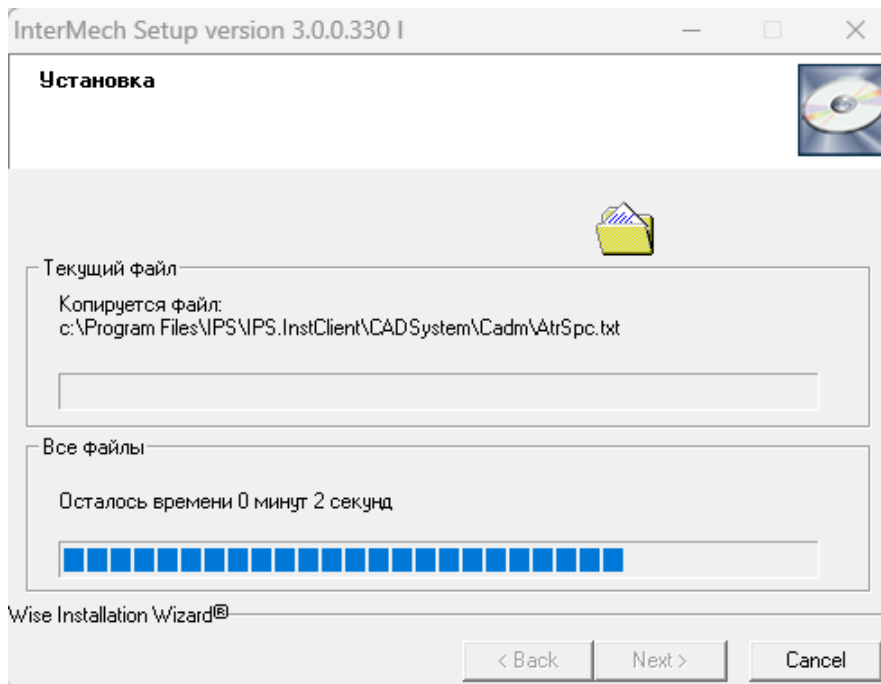 InterMech Setup version 3.0.0.330 I
Установка
Текущий файл
Копируется файл:
c:\Program Files\IPS\IPS.InstClient\CADSystem\Cadm\AtrSpc.txt
Все файлы
Осталось времени 0 минут 2 секунд
Wise Installation Wizard®
< Back
Next >
Cancel